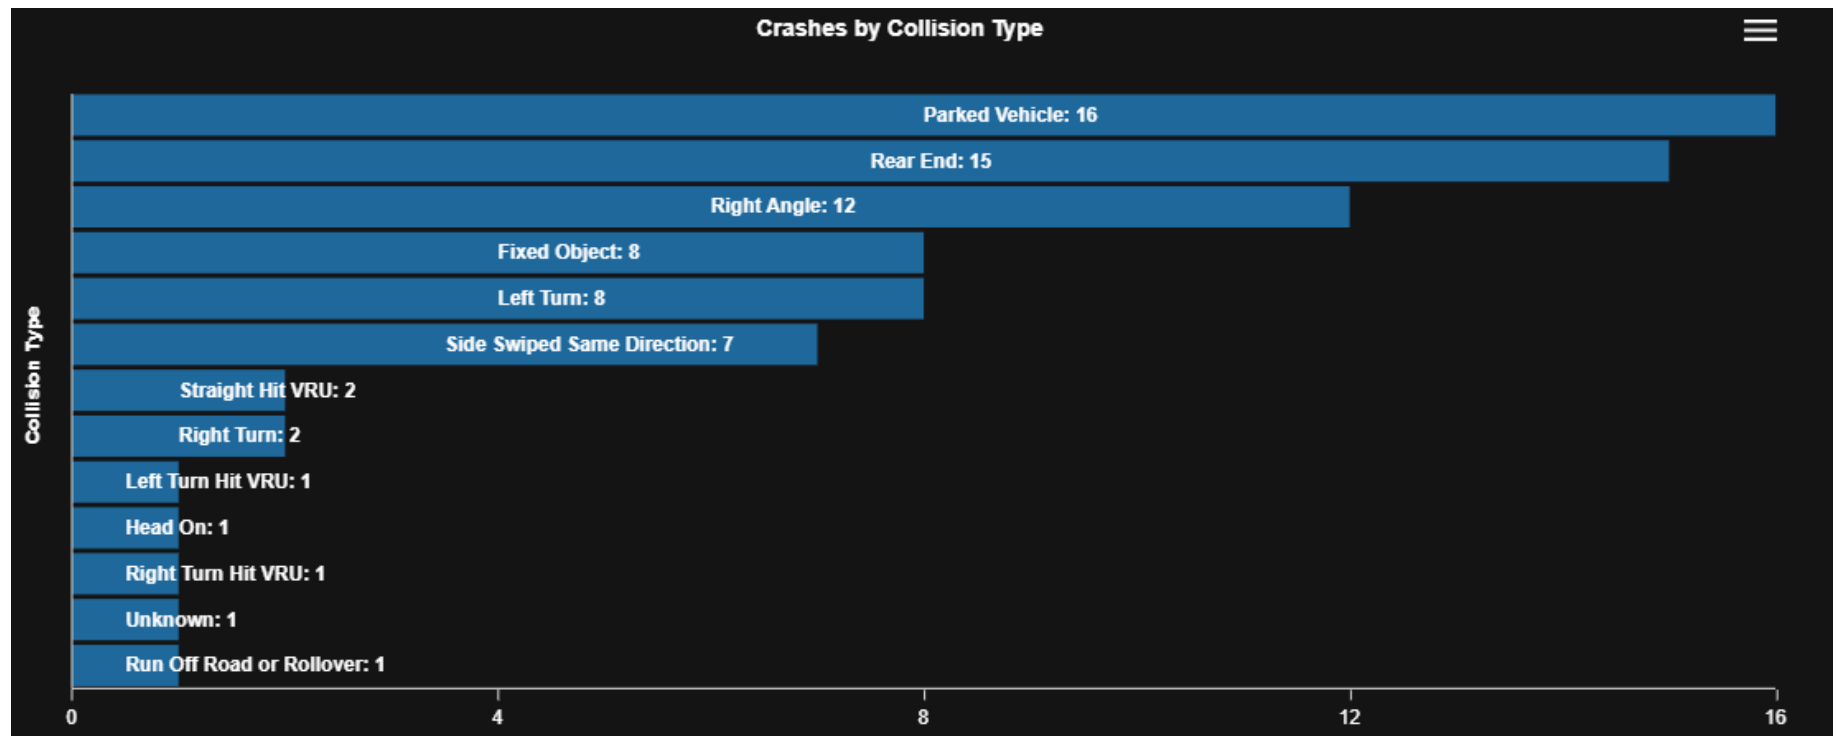 Crashes by Collision Type
Parked Vehicle: 16
Rear End: 15
Right Angle: 12
Fixed Object: 8
Left Turn: 8
Side Swiped Same Direction: 7
Straight Hit VRU: 2
Right Turn: 2
Left Turn Hit VRU: 1
Head On: 1
Right Turn Hit VRU: 1
Unknown: 1
Run Off Road or Rollover: 1
Collision Type
0 4 8 12 16